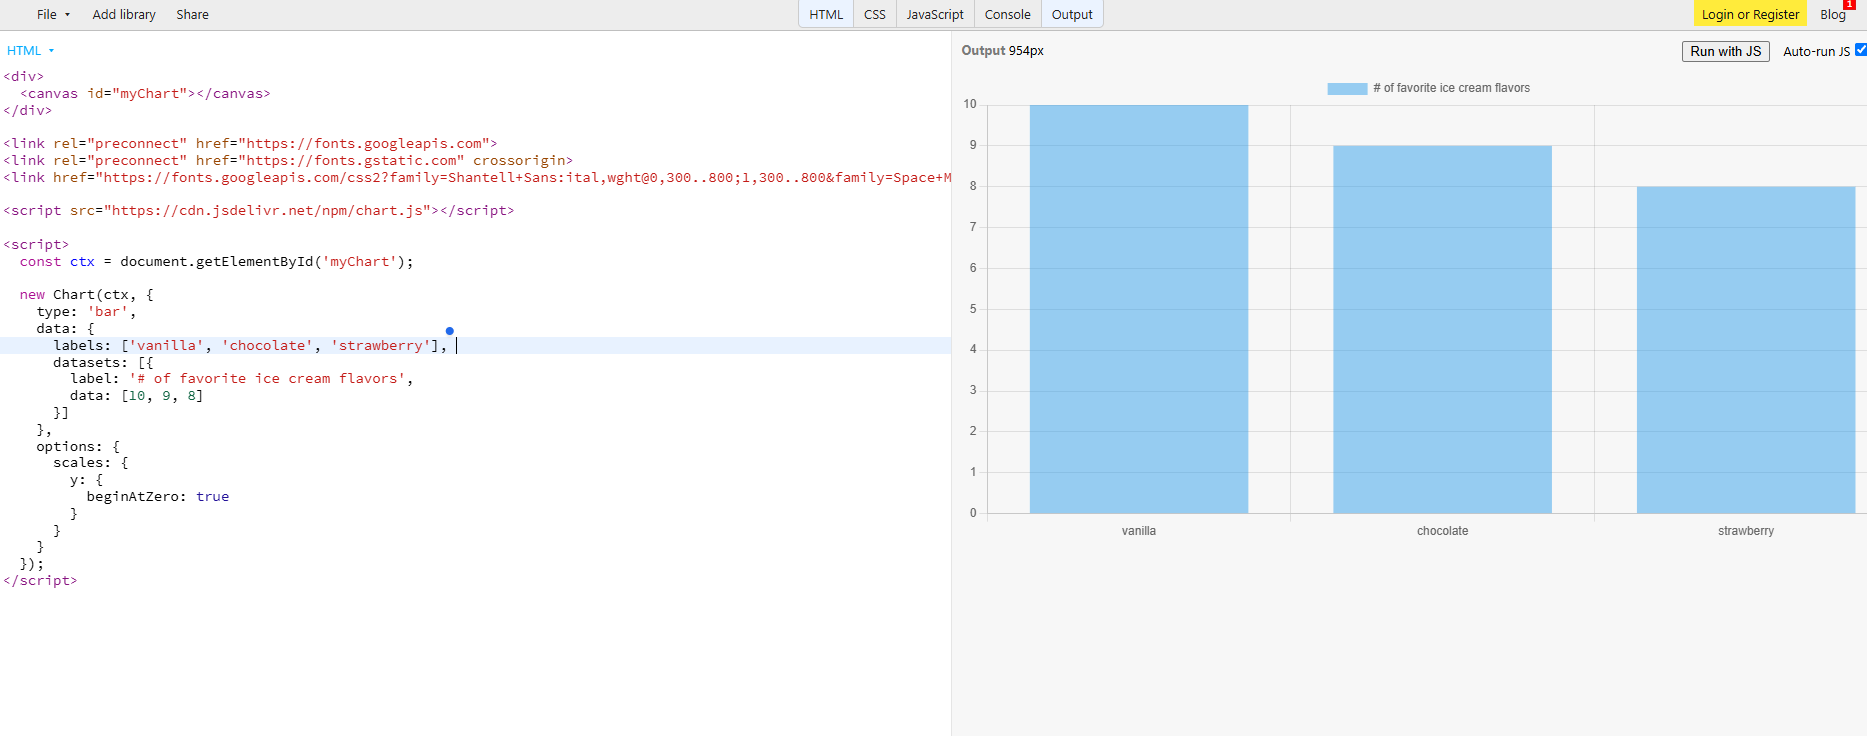 File Add library Share HTML CSS JavaScript Console Output Login or Register Blog 1
HTML
<div>
  <canvas id="myChart"></canvas>
</div>
<link rel="preconnect" href="https://fonts.googleapis.com">
<link rel="preconnect" href="https://fonts.gstatic.com" crossorigin>
<link href="https://fonts.googleapis.com/css2?family=Shantell+Sans:ital,wght@0,300..800;1,300..800&family=Space+M
<script src="https://cdn.jsdelivr.net/npm/chart.js"></script>
<script>
  const ctx = document.getElementById('myChart');
  new Chart(ctx, {
    type: 'bar',
    data: {
      labels: ['vanilla', 'chocolate', 'strawberry'],
      datasets: [{
        label: '# of favorite ice cream flavors',
        data: [10, 9, 8]
      }]
    },
    options: {
      scales: {
        y: {
          beginAtZero: true
        }
      }
    }
  });
</script>
Output 954px Run with JS Auto-run JS
# of favorite ice cream flavors
10
9
8
7
6
5
4
3
2
1
0
vanilla chocolate strawberry